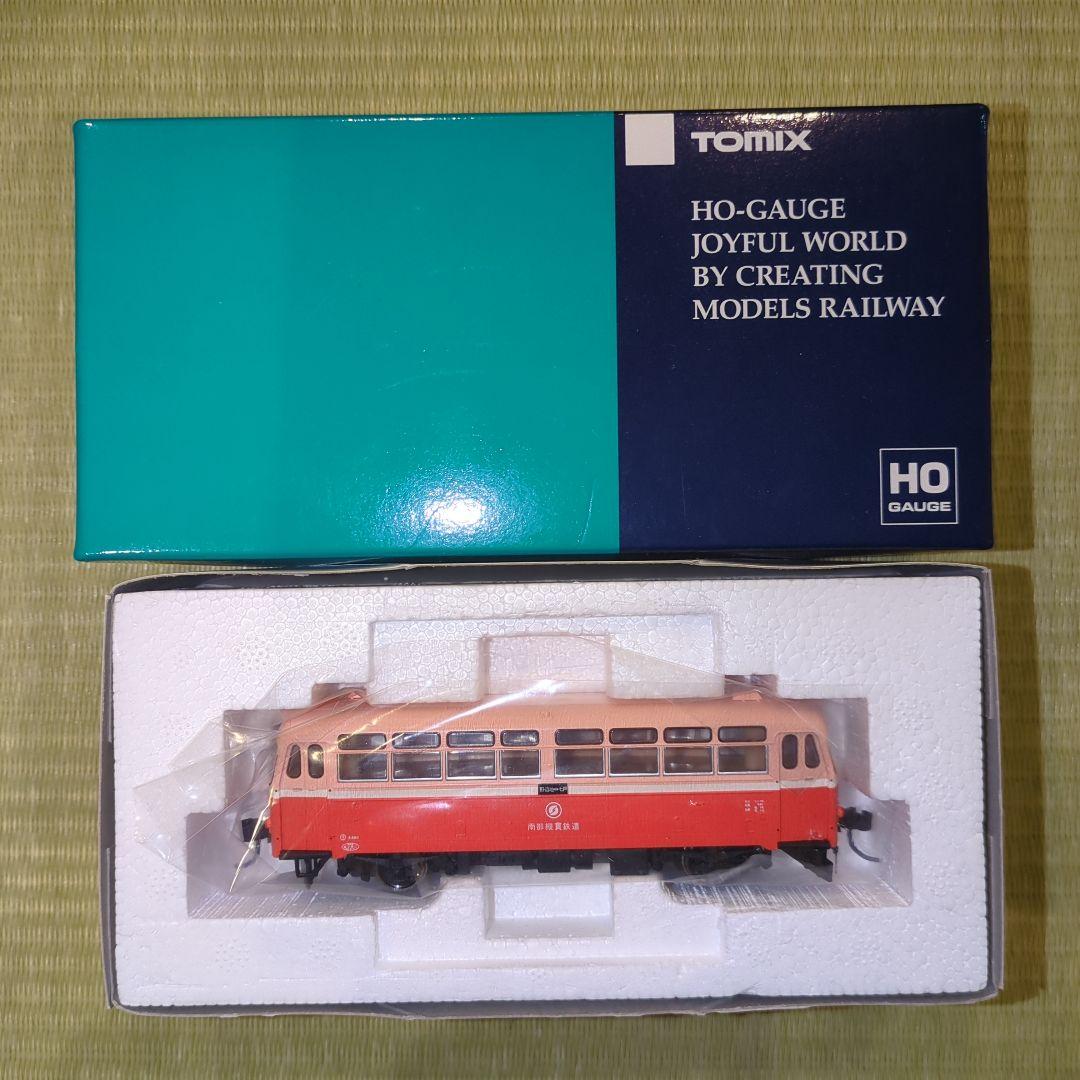 TOMIX
HO-GAUGE
JOYFUL WORLD
BY CREATING
MODELS RAILWAY
HO
GAUGE
南部縦貫鉄道